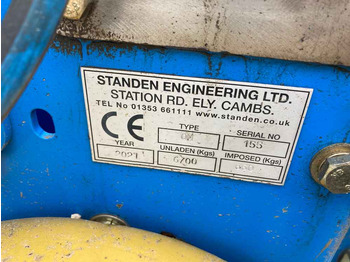 STANDEN ENGINEERING LTD.
STATION RD. ELY. CAMBS.
TEL No 01353 661111 www.standen.co.uk
CE
TYPE SERIAL NO
155
YEAR UNLADEN (Kgs) IMPOSED (Kgs)
2021 6700